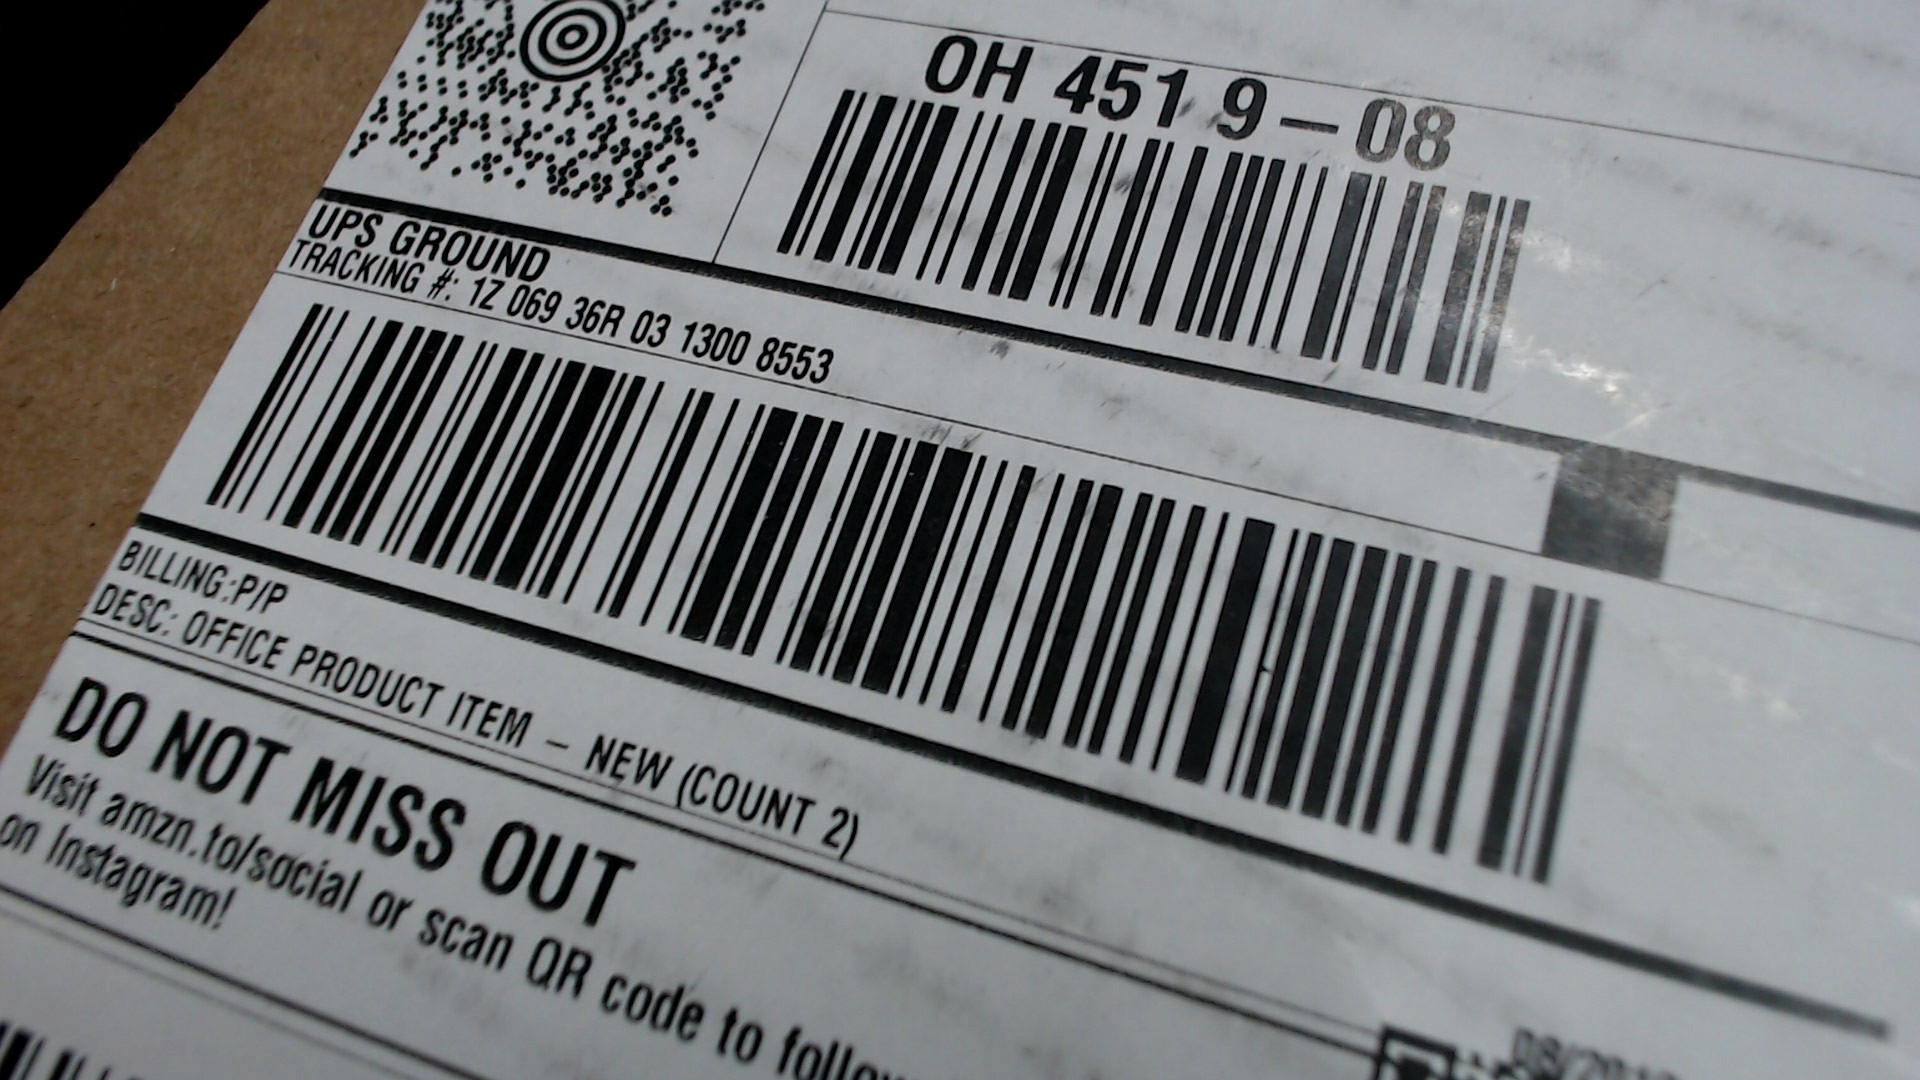 OH 451 9-08
UPS GROUND
TRACKING #: 1Z 069 36R 03 1300 8553
BILLING:P/P
DESC: OFFICE PRODUCT ITEM - NEW (COUNT 2)
DO NOT MISS OUT
Visit amzn.to/social or scan QR code to follow
on Instagram!